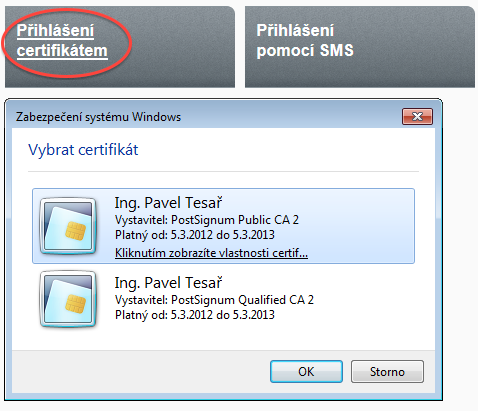 Přihlášení
certifikátem
Přihlášení
pomocí SMS
Zabezpečení systému Windows
Vybrat certifikát
Ing. Pavel Tesař
Vystavitel: PostSignum Public CA 2
Platný od: 5.3.2012 do 5.3.2013
Kliknutím zobrazíte vlastnosti certif...
Ing. Pavel Tesař
Vystavitel: PostSignum Qualified CA 2
Platný od: 5.3.2012 do 5.3.2013
OK
Storno